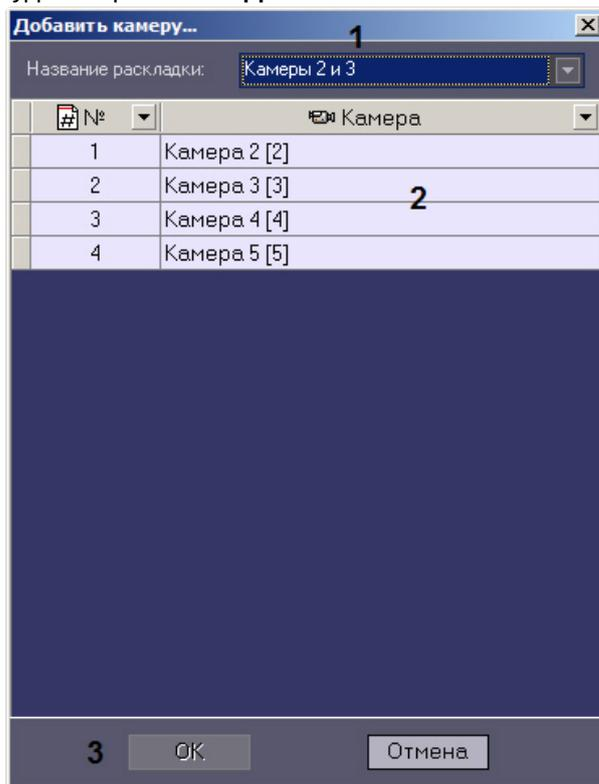 Добавить камеру...
1
Название раскладки: Камеры 2 и 3
№ Камера
1 Камера 2 [2]
2 Камера 3 [3]
2
3 Камера 4 [4]
4 Камера 5 [5]
3 OK Отмена